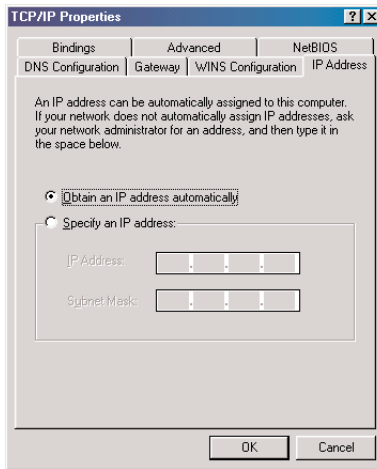 TCP/IP Properties
Bindings Advanced NetBIOS
DNS Configuration Gateway WINS Configuration IP Address
An IP address can be automatically assigned to this computer.
If your network does not automatically assign IP addresses, ask
your network administrator for an address, and then type it in
the space below.
Obtain an IP address automatically
Specify an IP address:
IP Address:
Subnet Mask:
OK Cancel